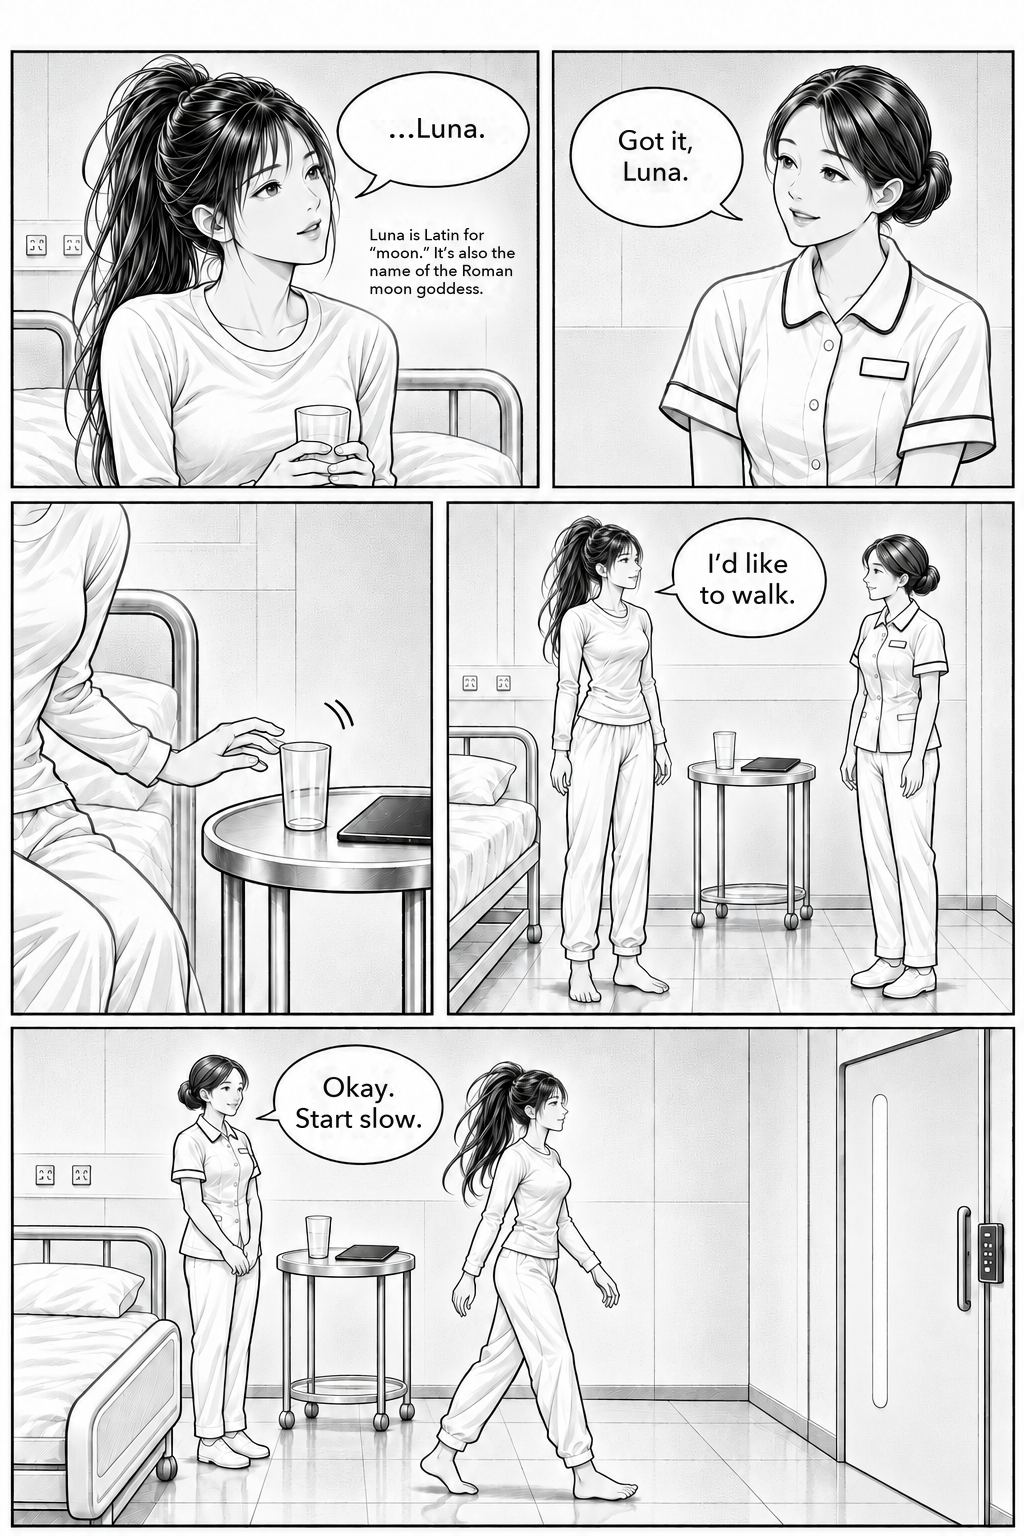 ...Luna.
Luna is Latin for
“moon.” It’s also the
name of the Roman
moon goddess.
Got it,
Luna.
I’d like
to walk.
Okay.
Start slow.